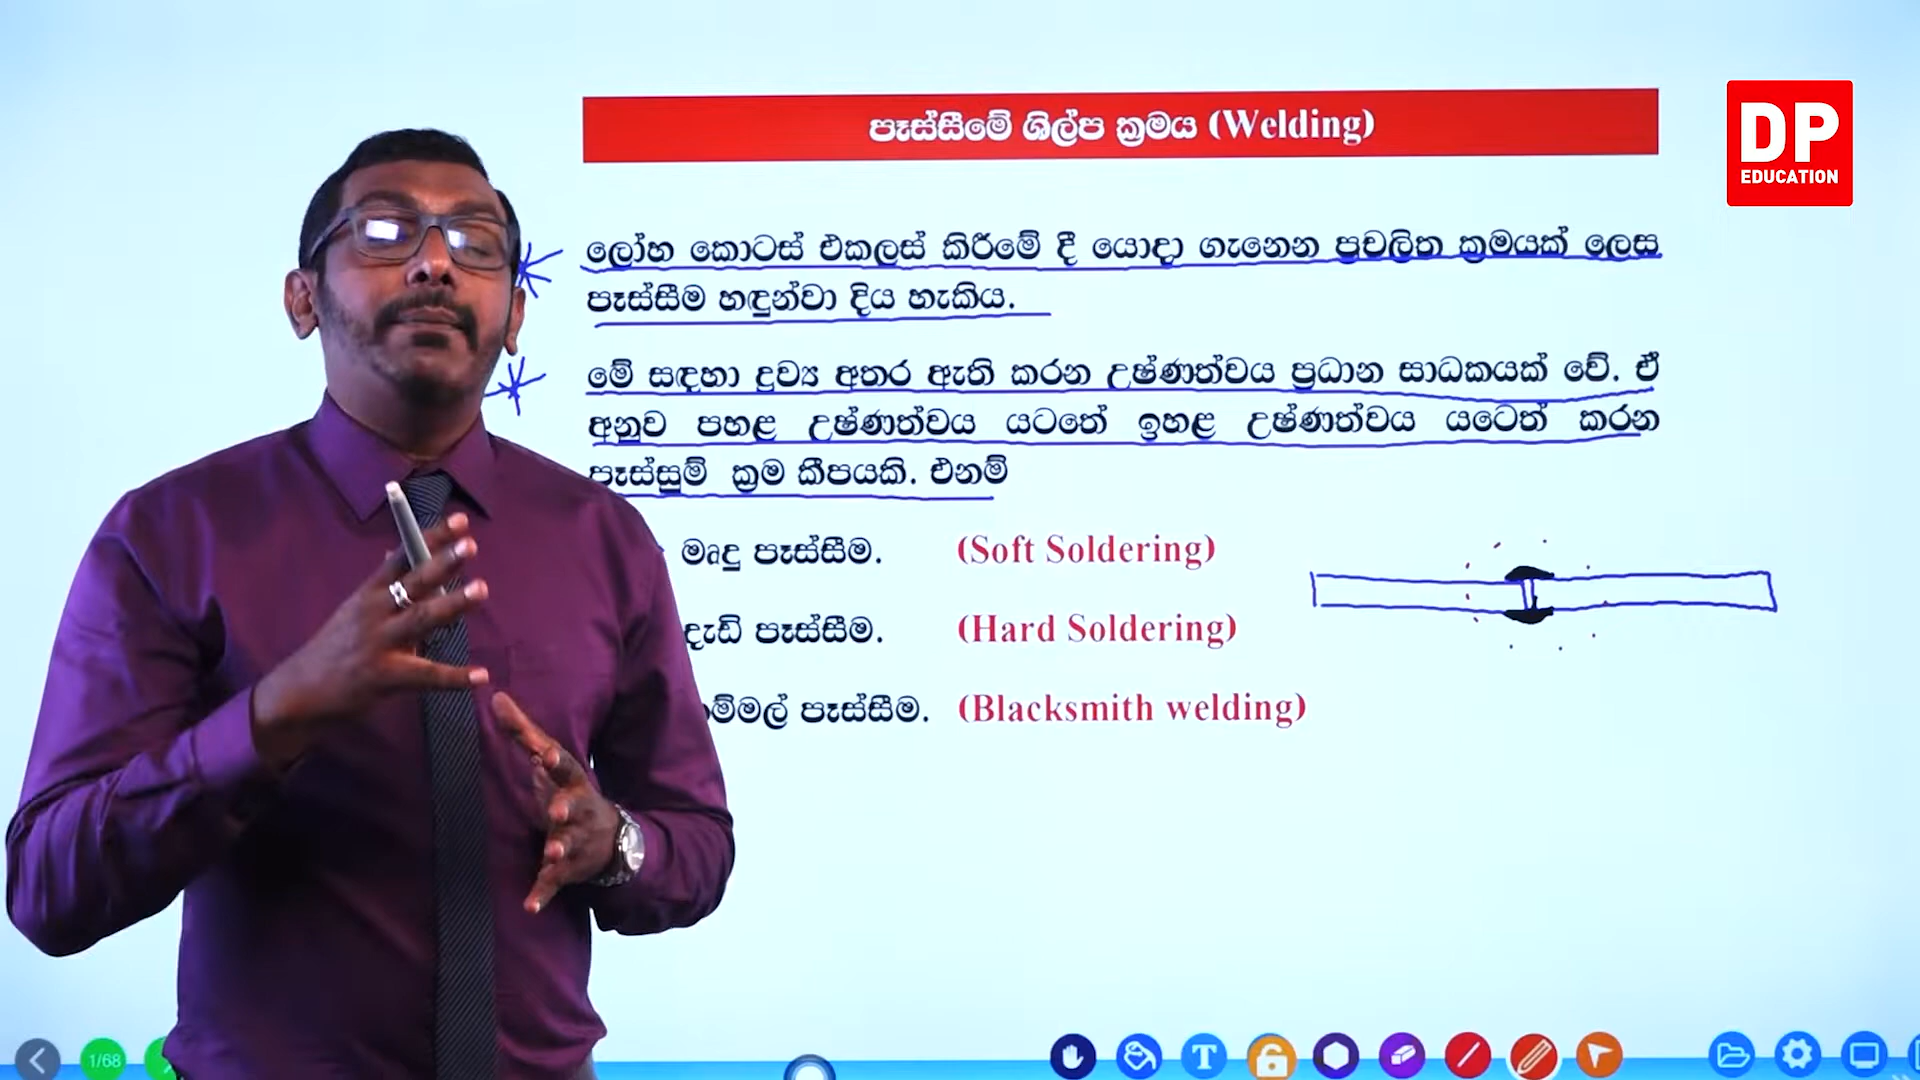 පෑස්සීමේ ශිල්ප ක්‍රමය (Welding)
DP
EDUCATION
ලෝහ කොටස් එකලස් කිරීමේ දී යොදා ගැනෙන ප්‍රචලිත ක්‍රමයක් ලෙස
පෑස්සීම හඳුන්වා දිය හැකිය.
මේ සඳහා ද්‍රව්‍ය අතර ඇති කරන උෂ්ණත්වය ප්‍රධාන සාධකයක් වේ. ඒ
අනුව පහළ උෂ්ණත්වය යටතේ ඉහළ උෂ්ණත්වය යටෙත් කරන
පෑස්සුම් ක්‍රම කීපයකි. එනම්
මෘදු පෑස්සීම. (Soft Soldering)
දැඩි පෑස්සීම. (Hard Soldering)
පෑස්සීම. (Blacksmith welding)
1/68
T